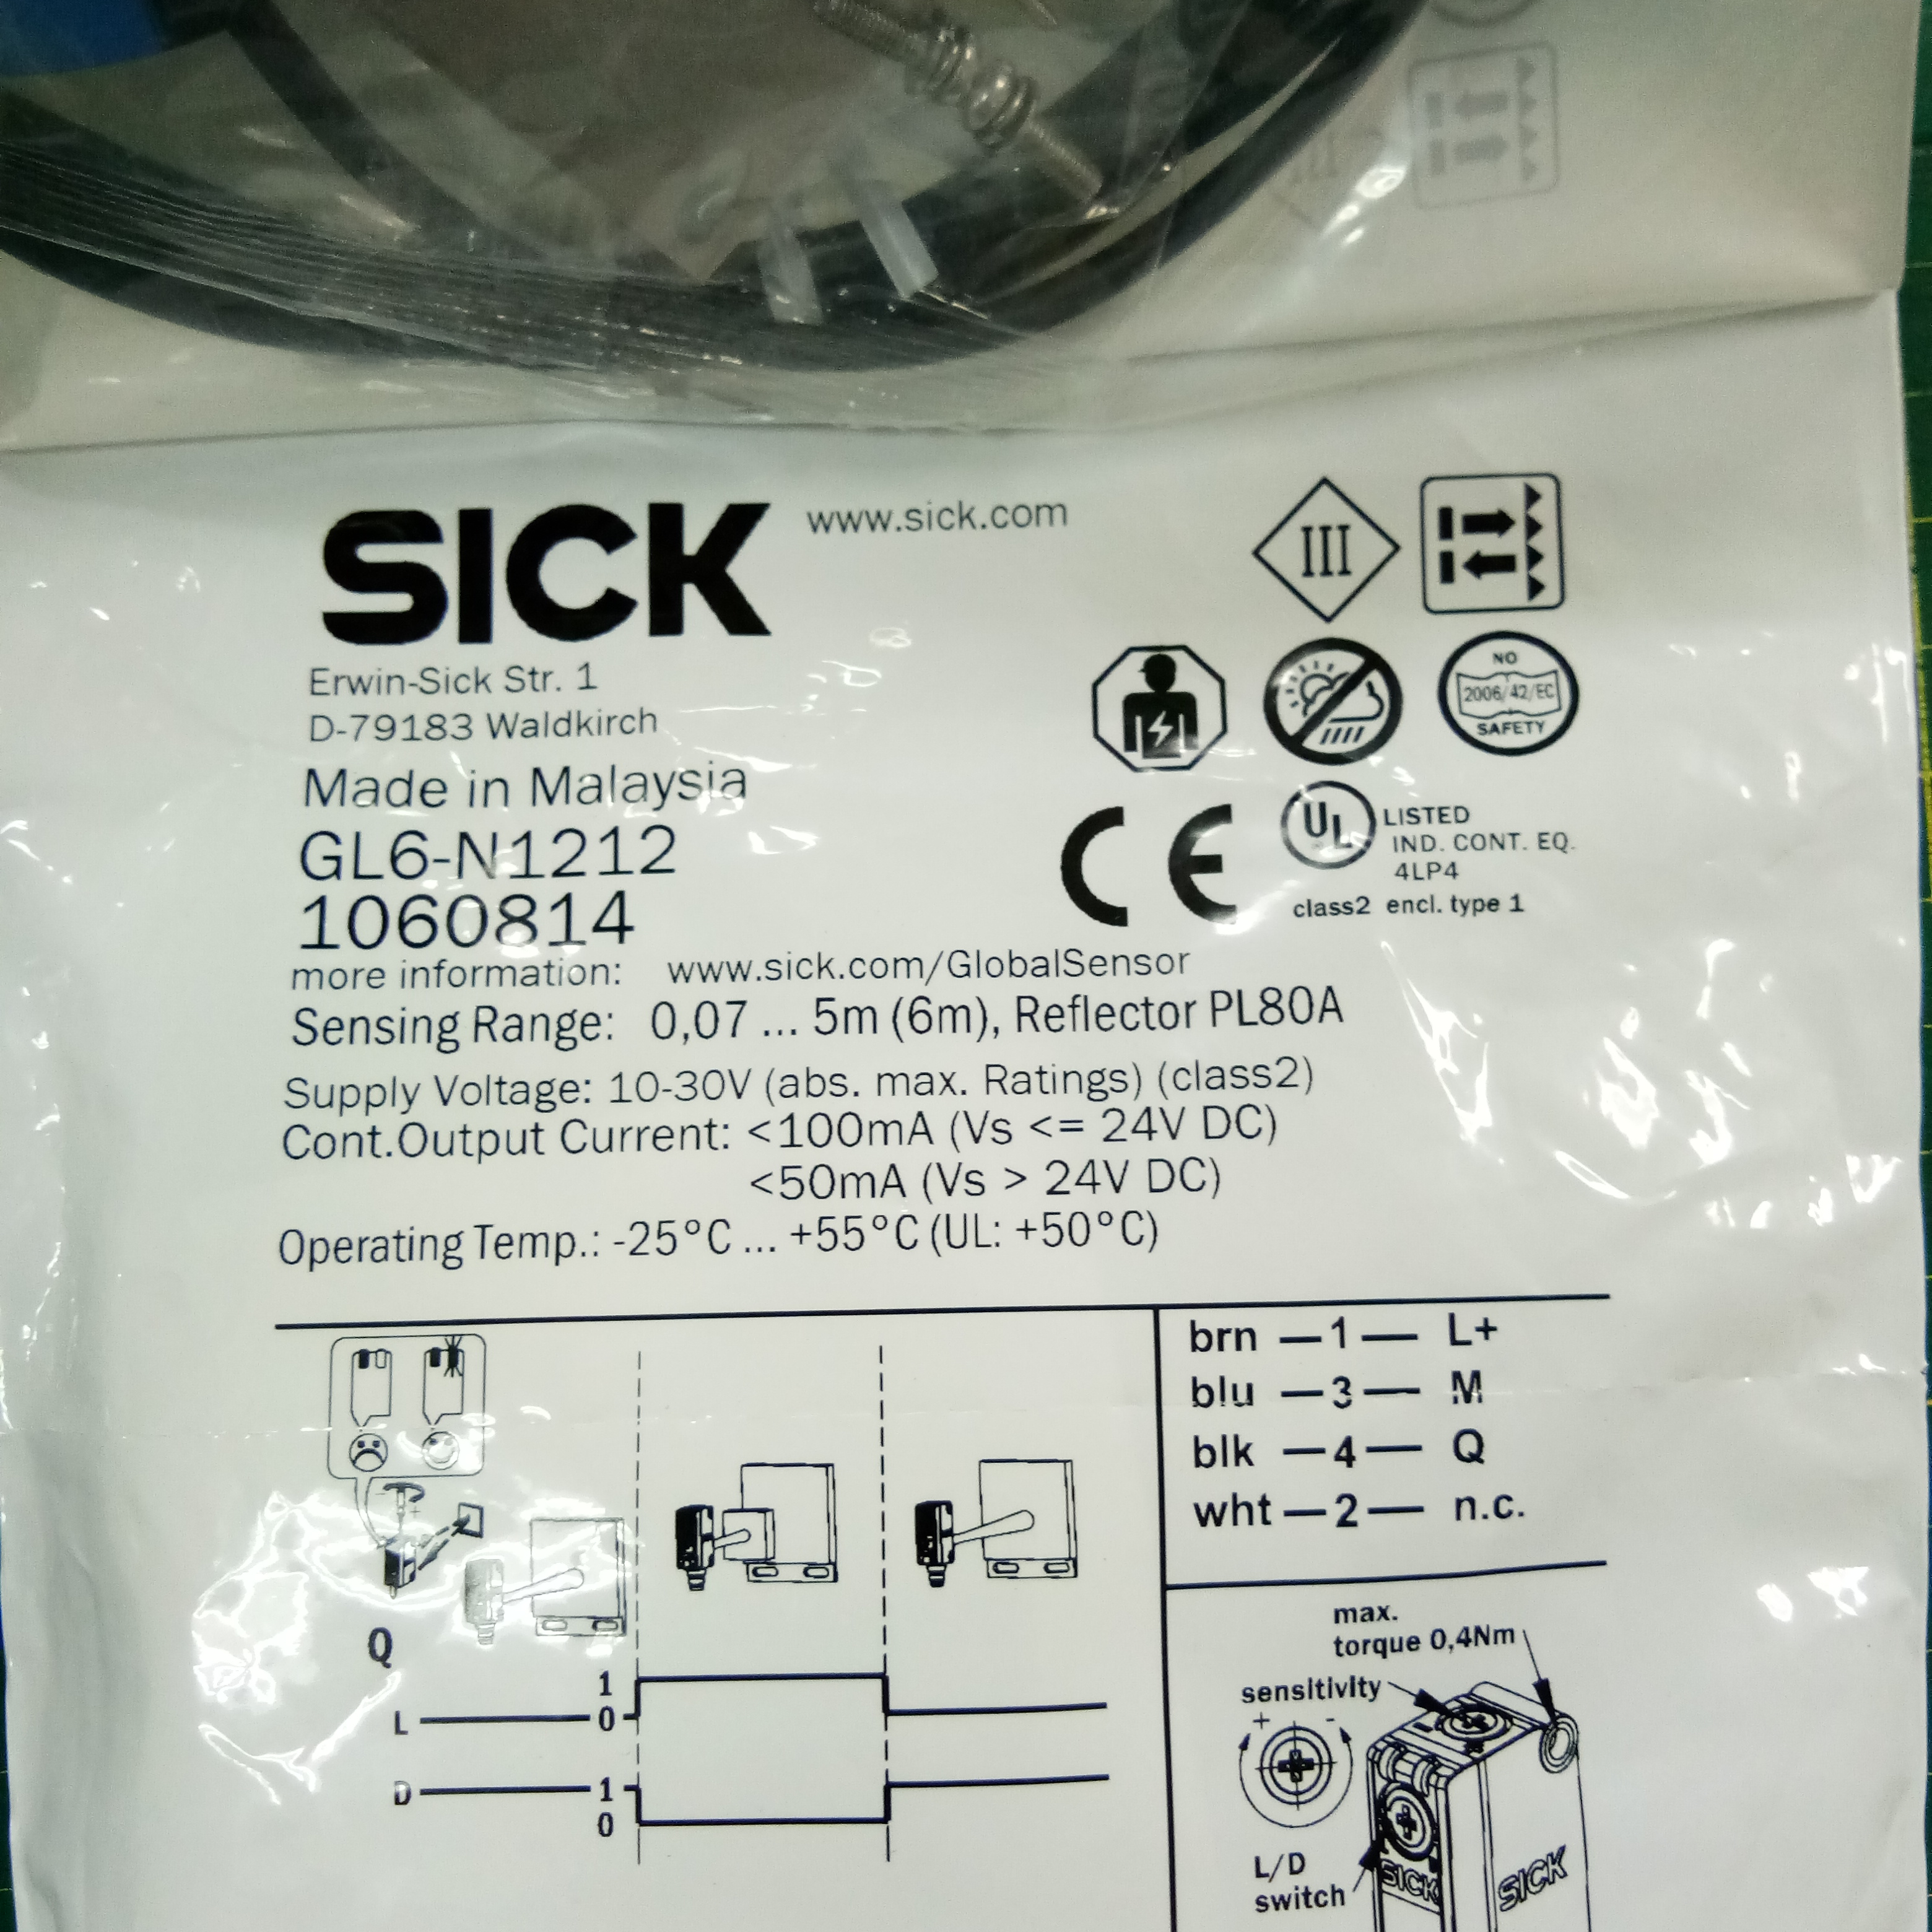 SICK www.sick.com
Erwin-Sick Str. 1
D-79183 Waldkirch
Made in Malaysia
GL6-N1212
1060814
III
NO
2006/42/EC
SAFETY
CE
UL LISTED
IND. CONT. EQ.
4LP4
class2 encl. type 1
more information: www.sick.com/GlobalSensor
Sensing Range: 0,07 ... 5m (6m), Reflector PL80A
Supply Voltage: 10-30V (abs. max. Ratings) (class2)
Cont.Output Current: <100mA (Vs <= 24V DC)
<50mA (Vs > 24V DC)
Operating Temp.: -25°C ... +55°C (UL: +50°C)
brn — 1 — L+
blu — 3 — M
blk — 4 — Q
wht — 2 — n.c.
- +
Q
L 1
0
D 1
0
max.
torque 0,4Nm
sensitivity
+ -
L/D
switch
SICK
SICK